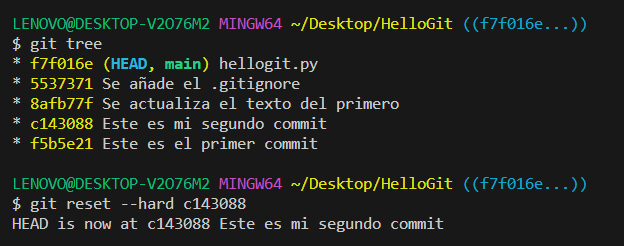 LENOVO@DESKTOP-V2O76M2 MINGW64 ~/Desktop/HelloGit ((f7f016e...))
$ git tree
* f7f016e (HEAD, main) hellogit.py
* 5537371 Se añade el .gitignore
* 8afb77f Se actualiza el texto del primero
* c143088 Este es mi segundo commit
* f5b5e21 Este es el primer commit
LENOVO@DESKTOP-V2O76M2 MINGW64 ~/Desktop/HelloGit ((f7f016e...))
$ git reset --hard c143088
HEAD is now at c143088 Este es mi segundo commit